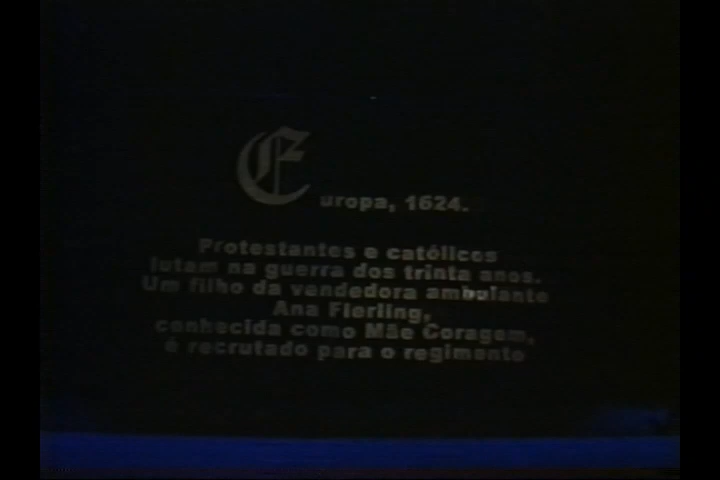 Europa, 1624.
Protestantes e católicos
lutam na guerra dos trinta anos.
Um filho da vendedora ambulante
Ana Fierling,
conhecida como Mãe Coragem,
é recrutado para o regimento